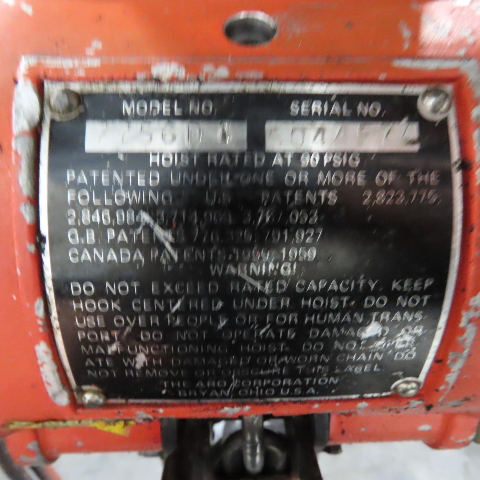 MODEL NO. SERIAL NO.
HOIST RATED AT 90 PSIG
PATENTED UNDER ONE OR MORE OF THE
FOLLOWING U.S. PATENTS 2,823,775,
CANADA PATENTS
WARNING!
DO NOT EXCEED RATED CAPACITY. KEEP
HOOK CENTERED UNDER HOIST. DO NOT
USE OVER PEOPLE OR FOR HUMAN TRANS-
PORT. DO NOT OPERATE DAMAGED OR
MALFUNCTIONING HOIST. DO NOT OPER-
ATE WITH DAMAGED OR WORN CHAIN. DO
NOT REMOVE OR OBSCURE THIS LABEL.
THE ARO CORPORATION
BRYAN, OHIO U.S.A.